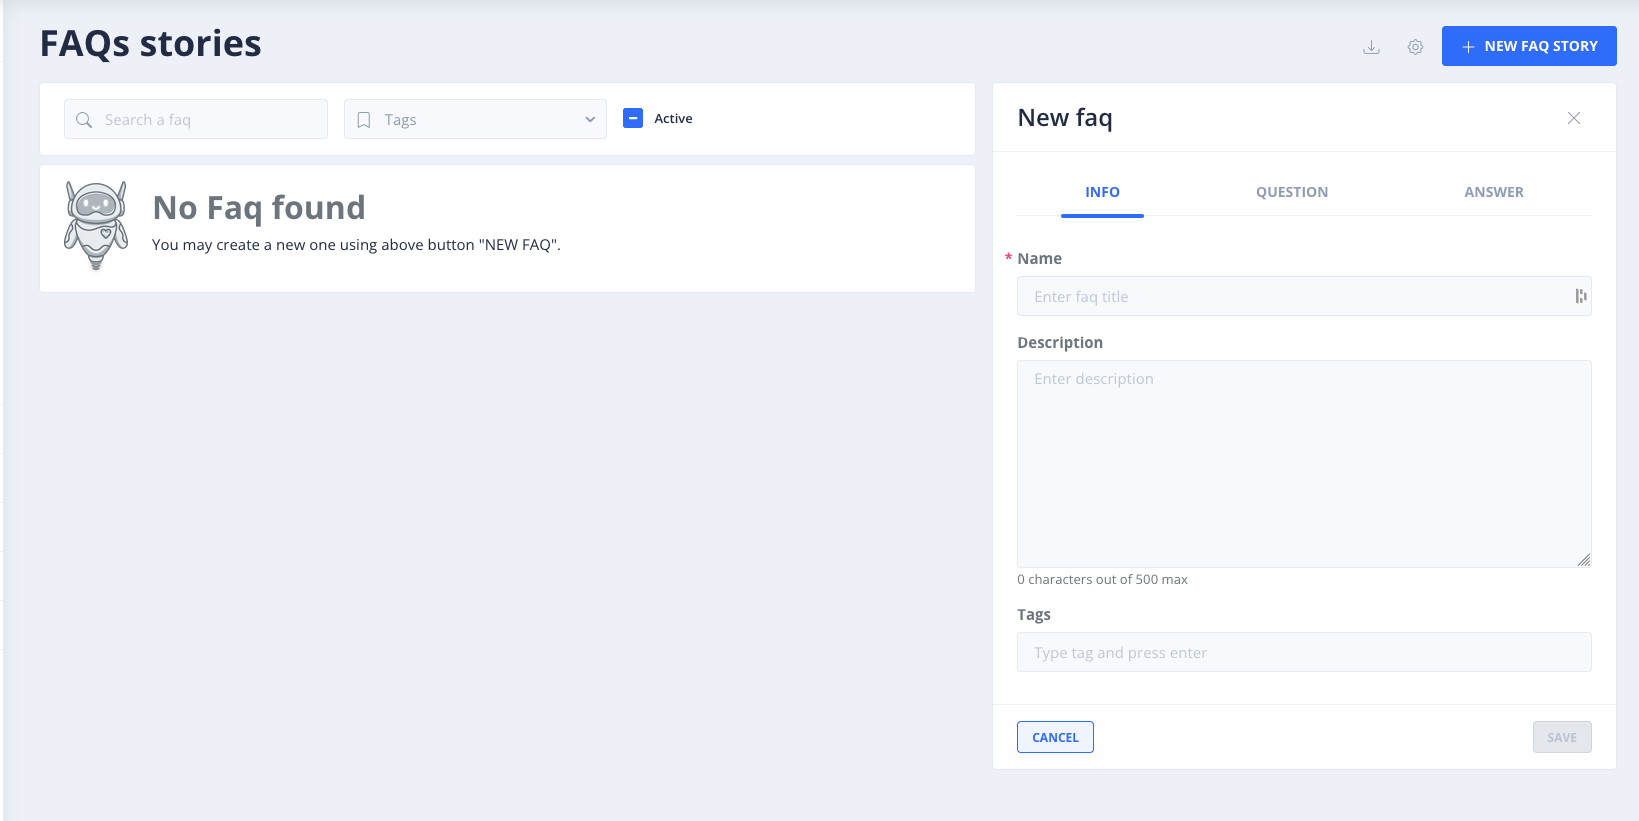 FAQs stories
NEW FAQ STORY
Search a faq
Tags
Active
No Faq found
You may create a new one using above button "NEW FAQ".
New faq
INFO
QUESTION
ANSWER
* Name
Enter faq title
Description
Enter description
0 characters out of 500 max
Tags
Type tag and press enter
CANCEL
SAVE